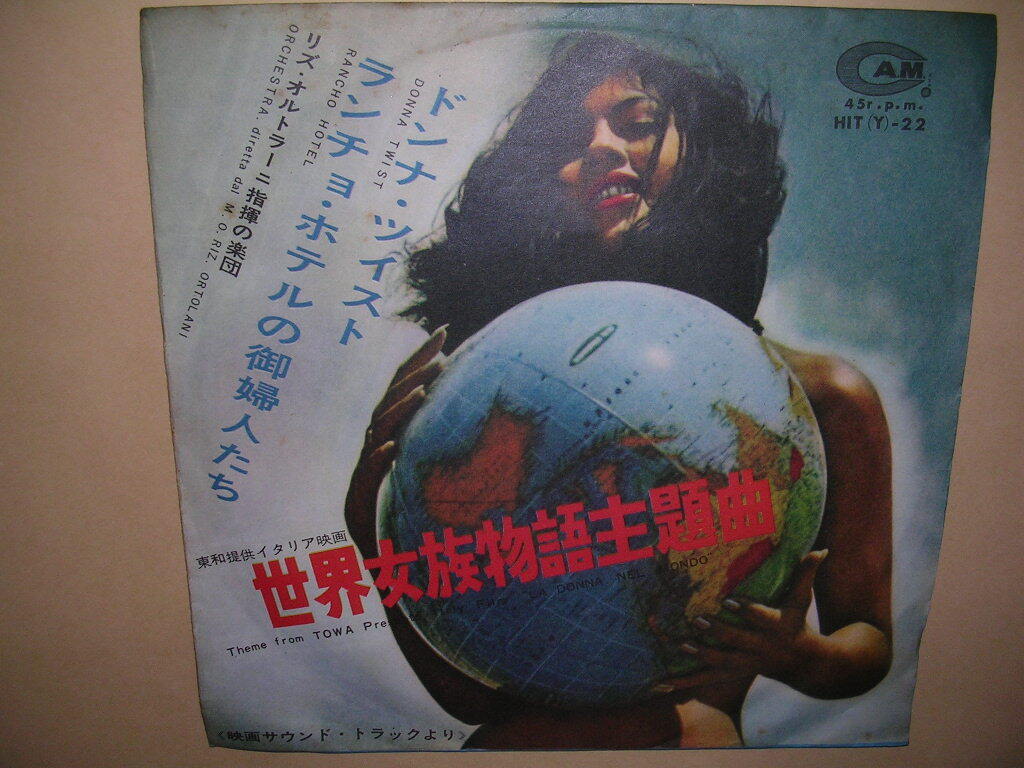 CAM
45r.p.m.
HIT(Y)-22
ドンナ・ツイスト
DONNA TWIST
ランチョ・ホテルの御婦人たち
RANCHO HOTEL
リズ・オルトラーニ指揮の楽団
ORCHESTRA. diretta dal M. O. RIZ. ORTOLANI
東和提供イタリア映画
世界女族物語主題曲
Theme from TOWA "LA DONNA NEL MONDO"
《映画サウンド・トラックより》